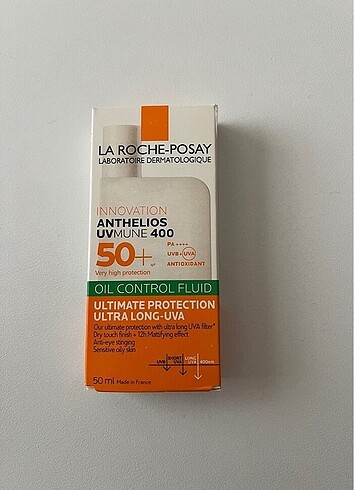 LA ROCHE-POSAY
LABORATOIRE DERMATOLOGIQUE
INNOVATION
ANTHELIOS
UVMUNE 400
50+
SPF
Very high protection
PA ++++
UVB+UVA
ANTIOXIDANT
OIL CONTROL FLUID
ULTIMATE PROTECTION
ULTRA LONG-UVA
Our ultimate protection with ultra long UVA filter*
Dry touch finish + 12h Mattifying effect
Anti-eye stinging
Sensitive oily skin
UVB SHORT UVA LONG UVA 400nm
50 ml Made in France